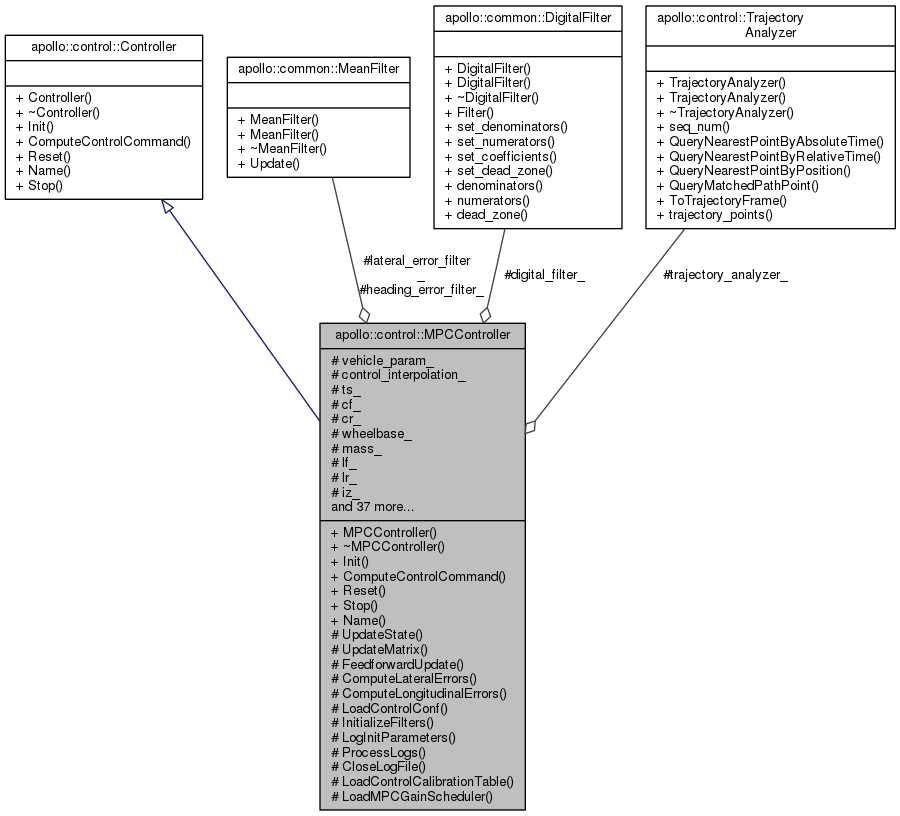 apollo::control::Controller
+ Controller()
+ ~Controller()
+ Init()
+ ComputeControlCommand()
+ Reset()
+ Name()
+ Stop()
apollo::common::MeanFilter
+ MeanFilter()
+ MeanFilter()
+ ~MeanFilter()
+ Update()
apollo::common::DigitalFilter
+ DigitalFilter()
+ DigitalFilter()
+ ~DigitalFilter()
+ Filter()
+ set_denominators()
+ set_numerators()
+ set_coefficients()
+ set_dead_zone()
+ denominators()
+ numerators()
+ dead_zone()
apollo::control::Trajectory
Analyzer
+ TrajectoryAnalyzer()
+ TrajectoryAnalyzer()
+ ~TrajectoryAnalyzer()
+ seq_num()
+ QueryNearestPointByAbsoluteTime()
+ QueryNearestPointByRelativeTime()
+ QueryNearestPointByPosition()
+ QueryMatchedPathPoint()
+ ToTrajectoryFrame()
+ trajectory_points()
#lateral_error_filter
_
#heading_error_filter_
#digital_filter_
#trajectory_analyzer_
apollo::control::MPCController
# vehicle_param_
# control_interpolation_
# ts_
# cf_
# cr_
# wheelbase_
# mass_
# lf_
# lr_
# iz_
and 37 more...
+ MPCController()
+ ~MPCController()
+ Init()
+ ComputeControlCommand()
+ Reset()
+ Stop()
+ Name()
# UpdateState()
# UpdateMatrix()
# FeedforwardUpdate()
# ComputeLateralErrors()
# ComputeLongitudinalErrors()
# LoadControlConf()
# InitializeFilters()
# LogInitParameters()
# ProcessLogs()
# CloseLogFile()
# LoadControlCalibrationTable()
# LoadMPCGainScheduler()